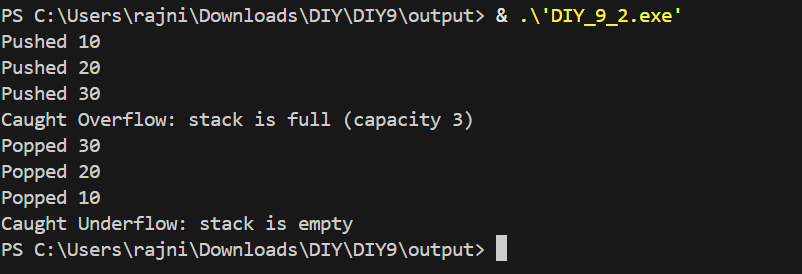 PS C:\Users\rajni\Downloads\DIY\DIY9\output> & .\'DIY_9_2.exe'
Pushed 10
Pushed 20
Pushed 30
Caught Overflow: stack is full (capacity 3)
Popped 30
Popped 20
Popped 10
Caught Underflow: stack is empty
PS C:\Users\rajni\Downloads\DIY\DIY9\output>